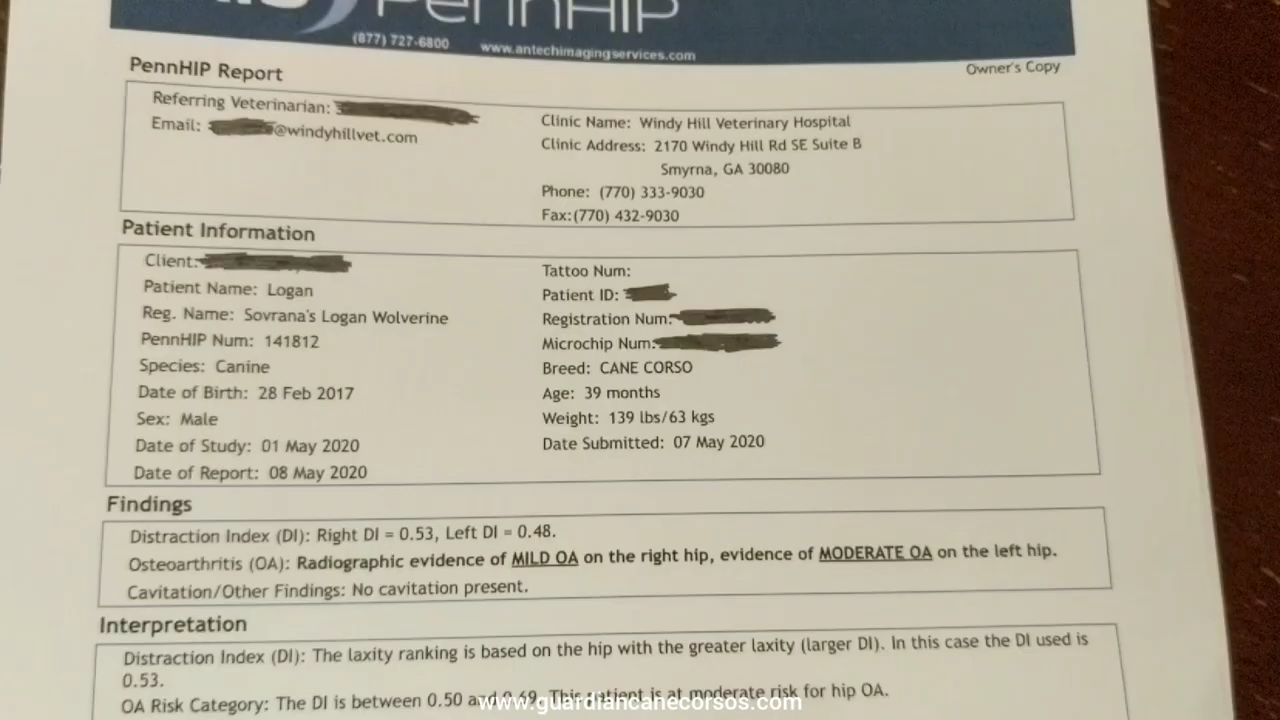 PennHIP
(877) 727-6800 www.antechimagingservices.com
PennHIP Report
Owner's Copy
Referring Veterinarian:
Email: @windyhillvet.com
Clinic Name: Windy Hill Veterinary Hospital
Clinic Address: 2170 Windy Hill Rd SE Suite B
Smyrna, GA 30080
Phone: (770) 333-9030
Fax:(770) 432-9030
Patient Information
Client:
Patient Name: Logan
Reg. Name: Sovrana's Logan Wolverine
PennHIP Num: 141812
Species: Canine
Date of Birth: 28 Feb 2017
Sex: Male
Date of Study: 01 May 2020
Date of Report: 08 May 2020
Tattoo Num:
Patient ID:
Registration Num:
Microchip Num:
Breed: CANE CORSO
Age: 39 months
Weight: 139 lbs/63 kgs
Date Submitted: 07 May 2020
Findings
Distraction Index (DI): Right DI = 0.53, Left DI = 0.48.
Osteoarthritis (OA): Radiographic evidence of MILD OA on the right hip, evidence of MODERATE OA on the left hip.
Cavitation/Other Findings: No cavitation present.
Interpretation
Distraction Index (DI): The laxity ranking is based on the hip with the greater laxity (larger DI). In this case the DI used is
0.53.
OA Risk Category: The DI is between 0.50 and 0.69. This patient is at moderate risk for hip OA.
www.guardiancanecorsos.com